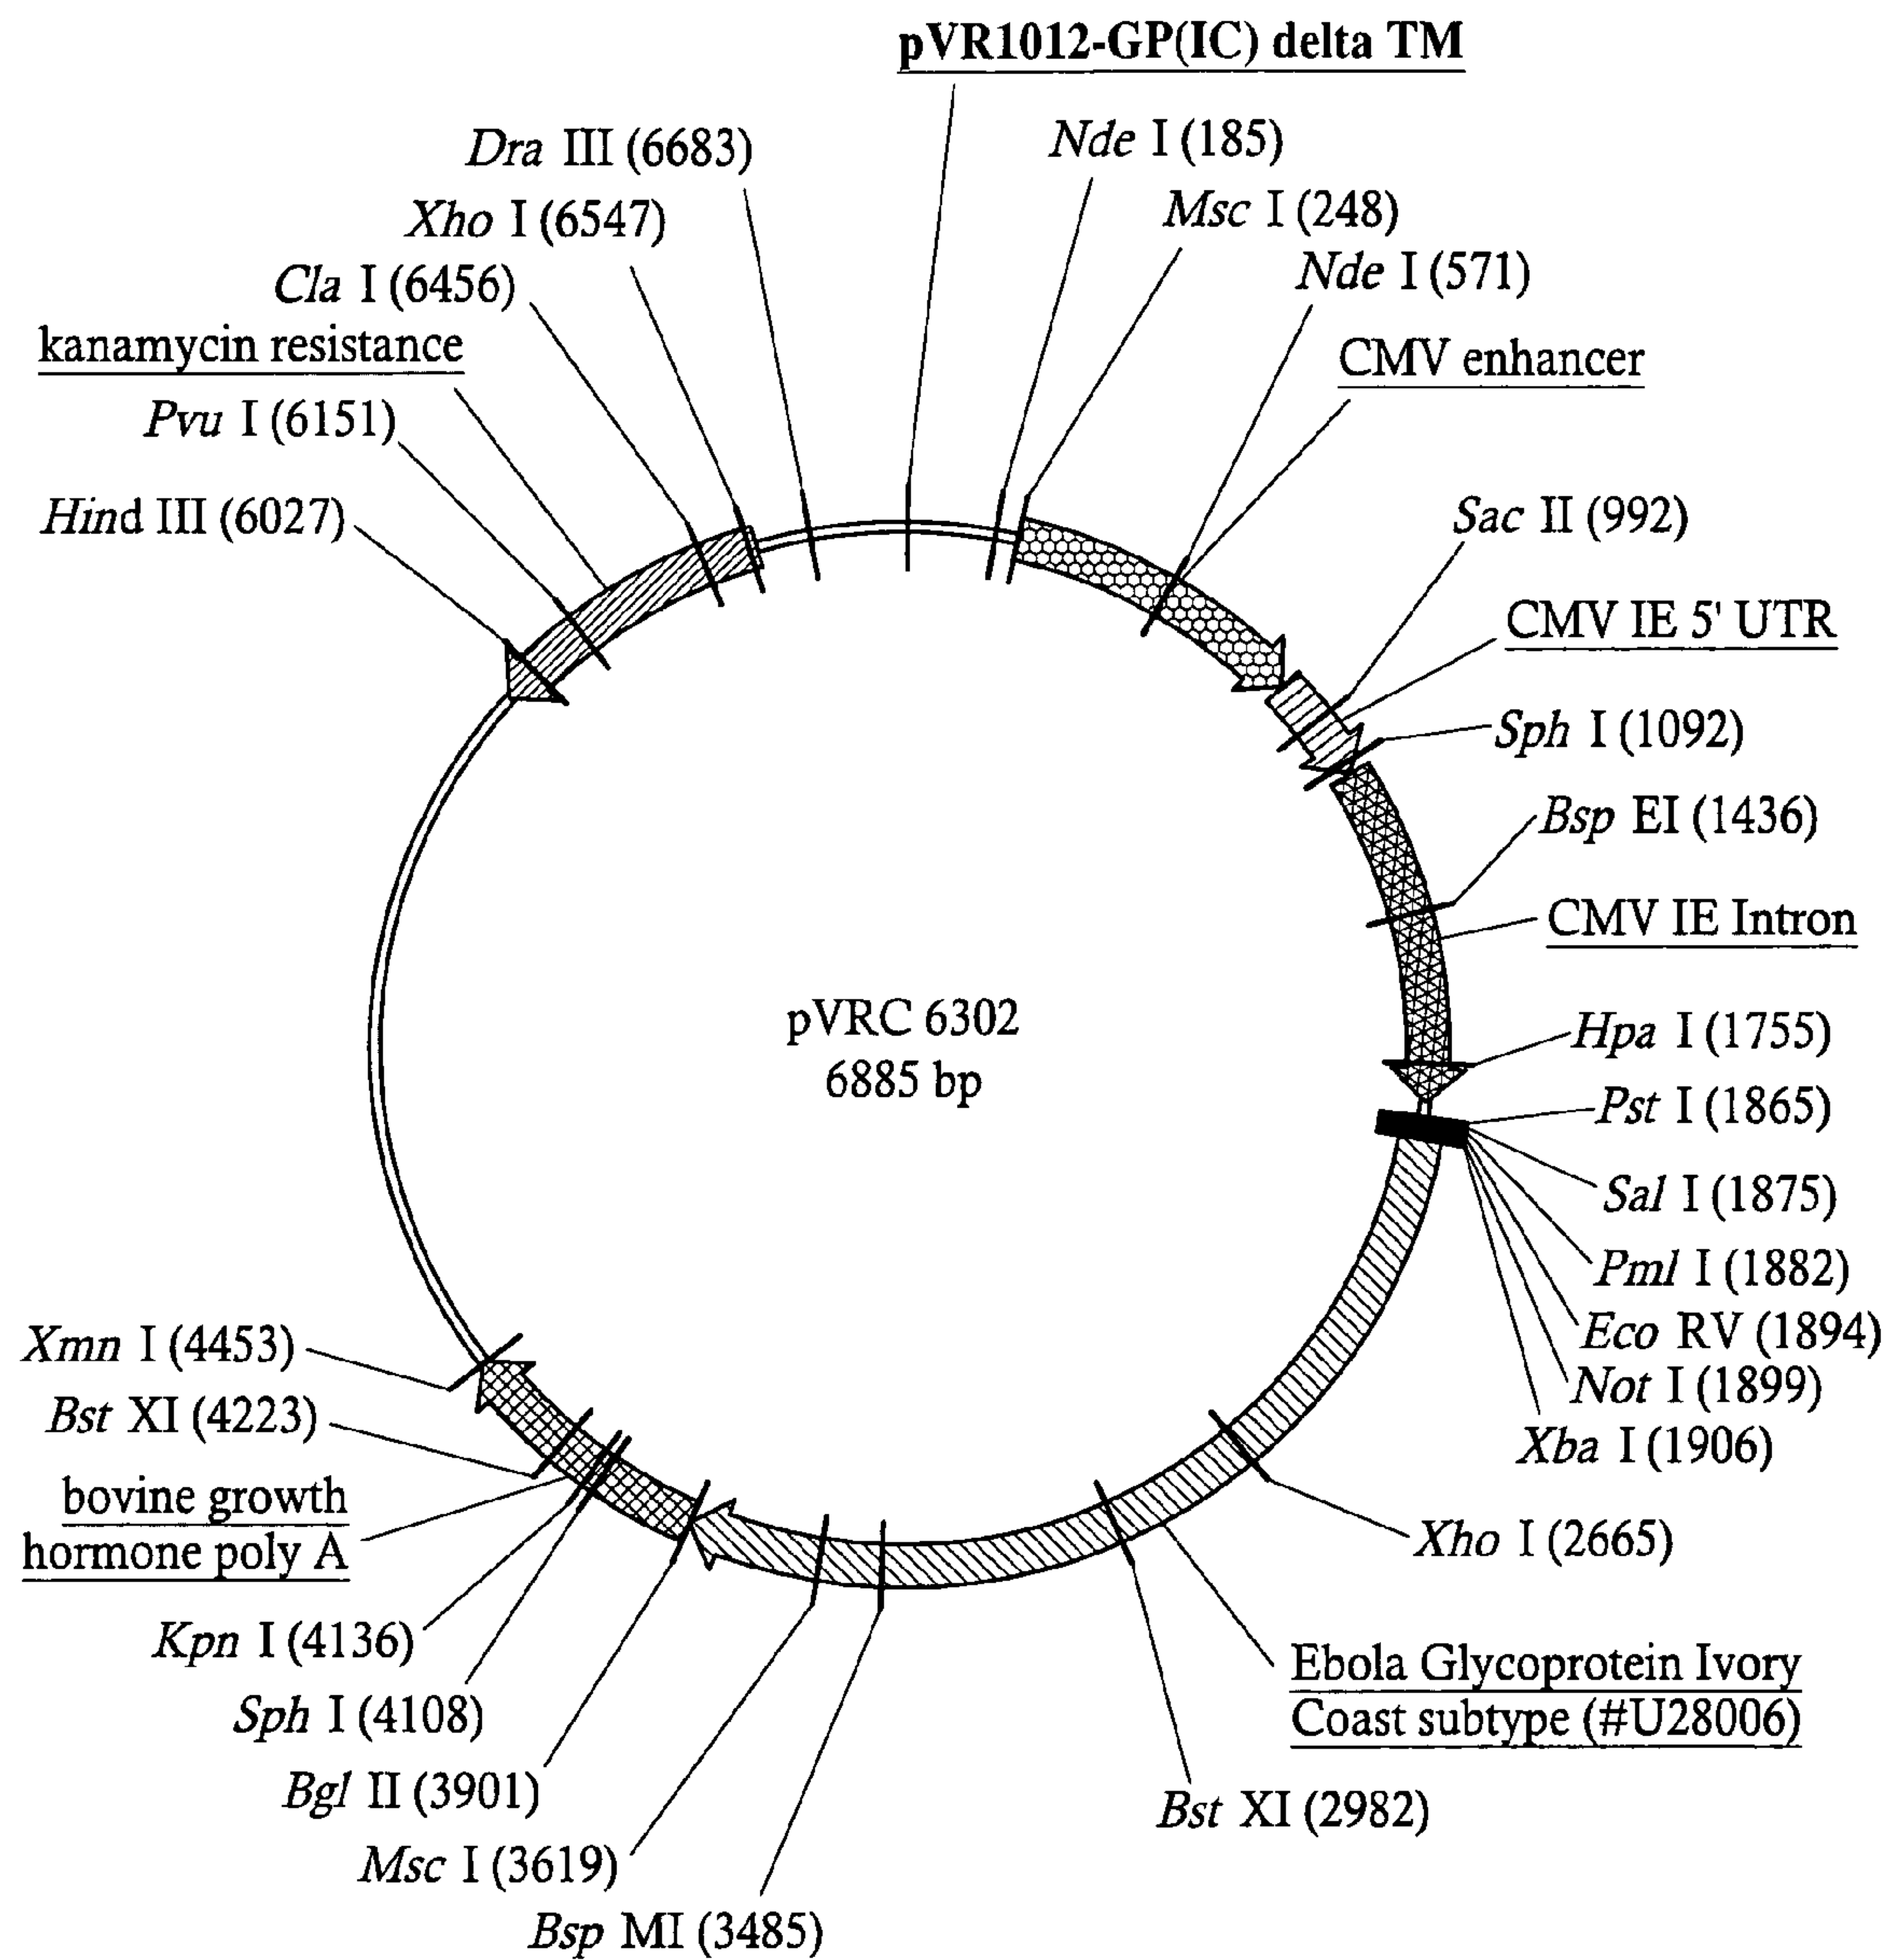 pVR1012-GP(IC) delta TM
Nde I (185)
Msc I (248)
Nde I (571)
CMV enhancer
Sac II (992)
CMV IE 5' UTR
Sph I (1092)
Bsp EI (1436)
CMV IE Intron
Hpa I (1755)
Pst I (1865)
Sal I (1875)
Pml I (1882)
Eco RV (1894)
Not I (1899)
Xba I (1906)
Xho I (2665)
Ebola Glycoprotein Ivory
Coast subtype (#U28006)
Bst XI (2982)
Bsp MI (3485)
Msc I (3619)
Bgl II (3901)
Sph I (4108)
Kpn I (4136)
bovine growth
hormone poly A
Bst XI (4223)
Xmn I (4453)
Hind III (6027)
Pvu I (6151)
kanamycin resistance
Cla I (6456)
Xho I (6547)
Dra III (6683)
pVRC 6302
6885 bp